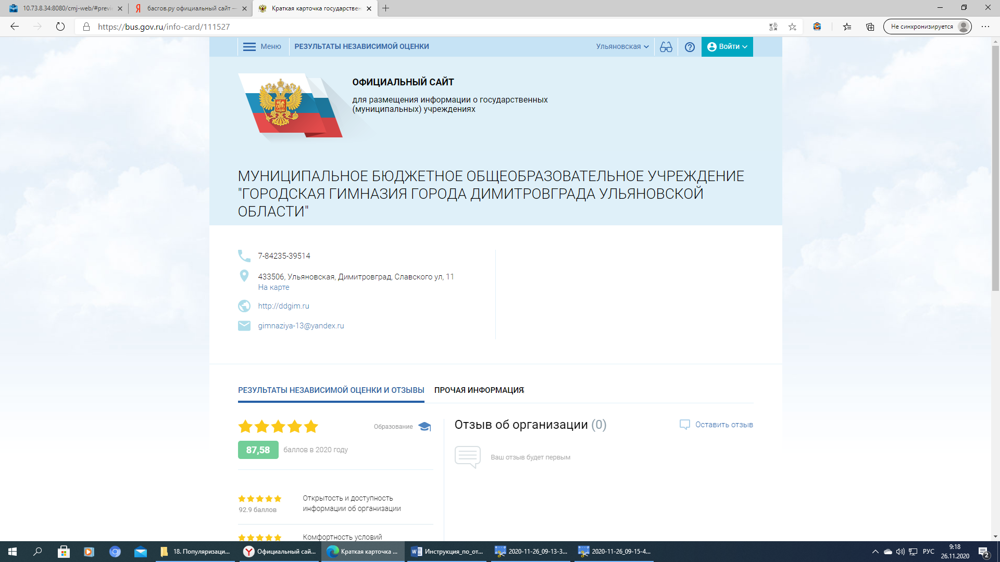 10.73.8.34:8080/cmj-web/#previ
басгов.ру официальный сайт —
Краткая карточка государствен
https://bus.gov.ru/info-card/111527
Не синхронизируется
Меню
РЕЗУЛЬТАТЫ НЕЗАВИСИМОЙ ОЦЕНКИ
Ульяновская
Войти
ОФИЦИАЛЬНЫЙ САЙТ
для размещения информации о государственных
(муниципальных) учреждениях
МУНИЦИПАЛЬНОЕ БЮДЖЕТНОЕ ОБЩЕОБРАЗОВАТЕЛЬНОЕ УЧРЕЖДЕНИЕ
"ГОРОДСКАЯ ГИМНАЗИЯ ГОРОДА ДИМИТРОВГРАДА УЛЬЯНОВСКОЙ
ОБЛАСТИ"
7-84235-39514
433506, Ульяновская, Димитровград, Славского ул, 11
На карте
http://ddgim.ru
gimnaziya-13@yandex.ru
РЕЗУЛЬТАТЫ НЕЗАВИСИМОЙ ОЦЕНКИ И ОТЗЫВЫ
ПРОЧАЯ ИНФОРМАЦИЯ
Образование
87,58 баллов в 2020 году
Отзыв об организации (0)
Оставить отзыв
Ваш отзыв будет первым
Открытость и доступность
информации об организации
92.9 баллов
Комфортность условий
18. Популяризаци...
Официальный сай...
Краткая карточка ...
Инструкция_по_от...
2020-11-26_09-13-3...
2020-11-26_09-15-4...
РУС
9:18
26.11.2020
2